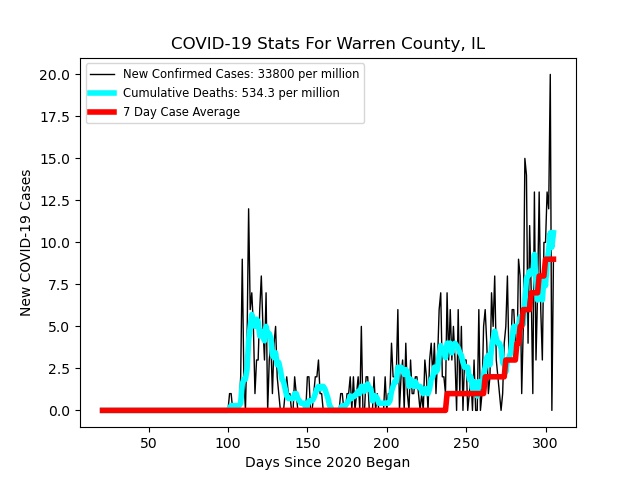 COVID-19 Stats For Warren County, IL
New Confirmed Cases: 33800 per million
Cumulative Deaths: 534.3 per million
7 Day Case Average
New COVID-19 Cases
20.0
17.5
15.0
12.5
10.0
7.5
5.0
2.5
0.0
50 100 150 200 250 300
Days Since 2020 Began